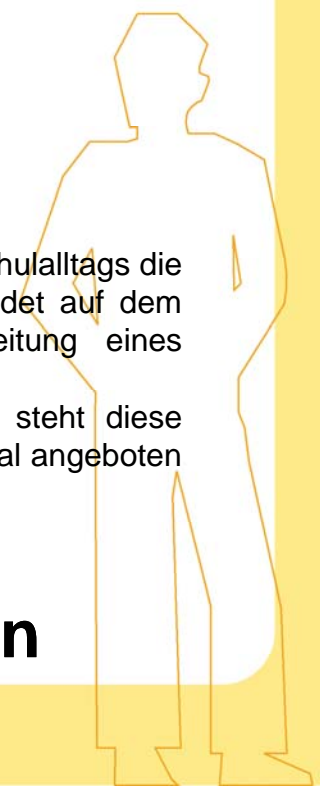 hulalltags die
det auf dem
eitung eines
steht diese
al angeboten
n